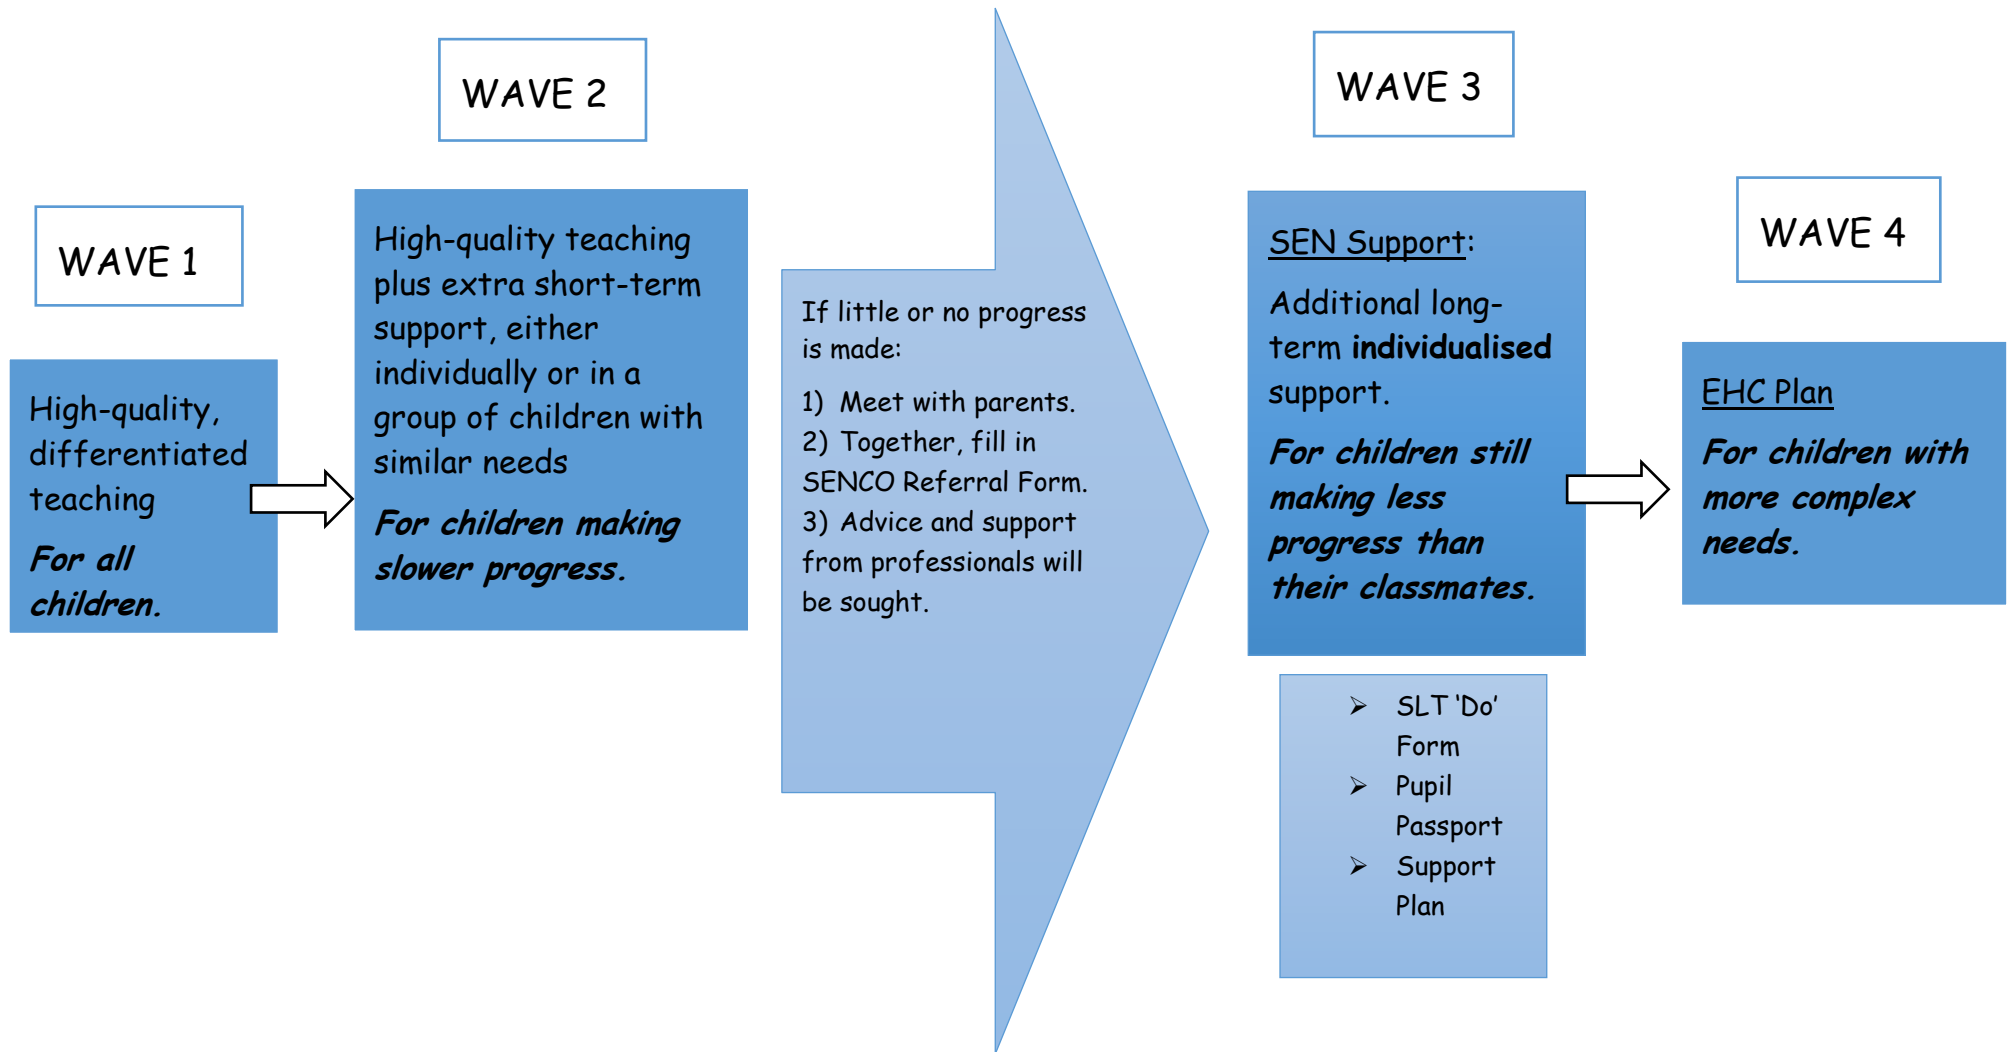 WAVE 1
High-quality,
differentiated
teaching
For all
children.
WAVE 2
High-quality teaching
plus extra short-term
support, either
individually or in a
group of children with
similar needs
For children making
slower progress.
If little or no progress
is made:
1) Meet with parents.
2) Together, fill in
SENCO Referral Form.
3) Advice and support
from professionals will
be sought.
WAVE 3
SEN Support:
Additional long-
term individualised
support.
For children still
making less
progress than
their classmates.
➢ SLT ‘Do’
Form
➢ Pupil
Passport
➢ Support
Plan
WAVE 4
EHC Plan
For children with
more complex
needs.